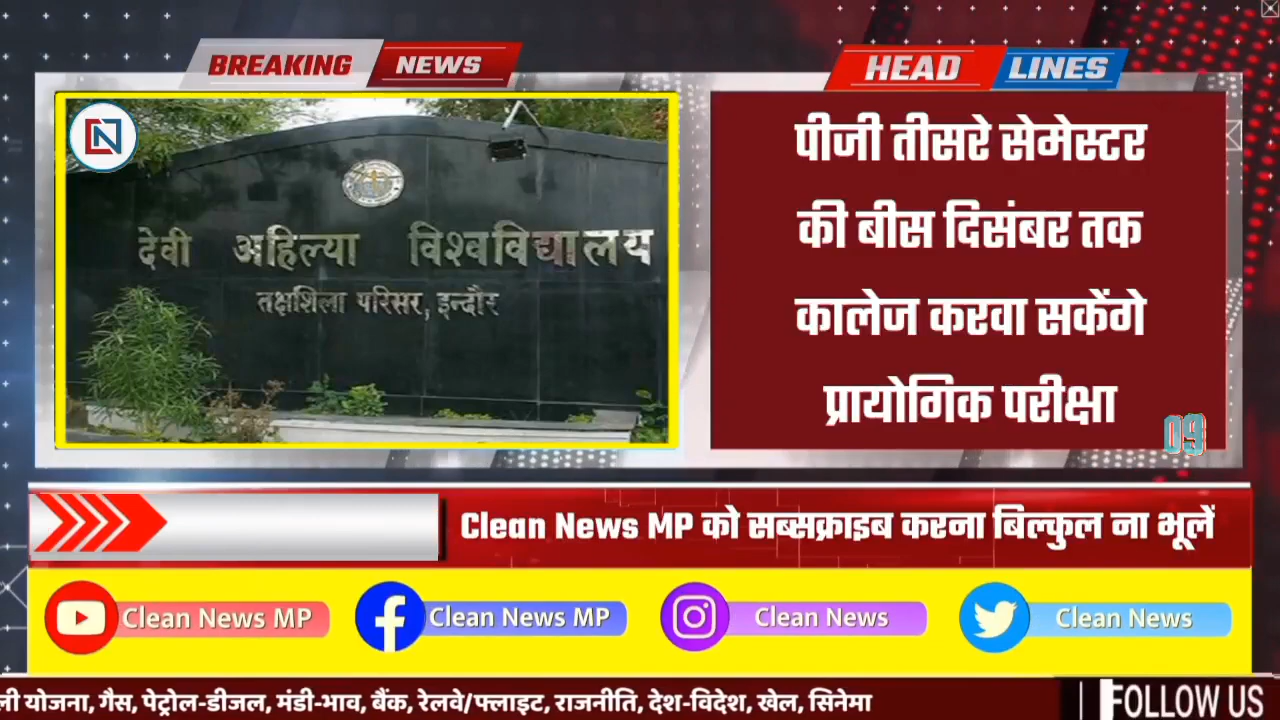 BREAKING NEWS
HEAD LINES
N
देवी अहिल्या विश्वविद्यालय
तक्षशिला परिसर, इन्दौर
पीजी तीसरे सेमेस्टर
की बीस दिसंबर तक
कालेज करवा सकेंगे
प्रायोगिक परीक्षा
09
Clean News MP को सब्सक्राइब करना बिल्कुल ना भूलें
Clean News MP
Clean News MP
Clean News
Clean News
ली योजना, गैस, पेट्रोल-डीजल, मंडी-भाव, बैंक, रेलवे/फ्लाइट, राजनीति, देश-विदेश, खेल, सिनेमा
FOLLOW US